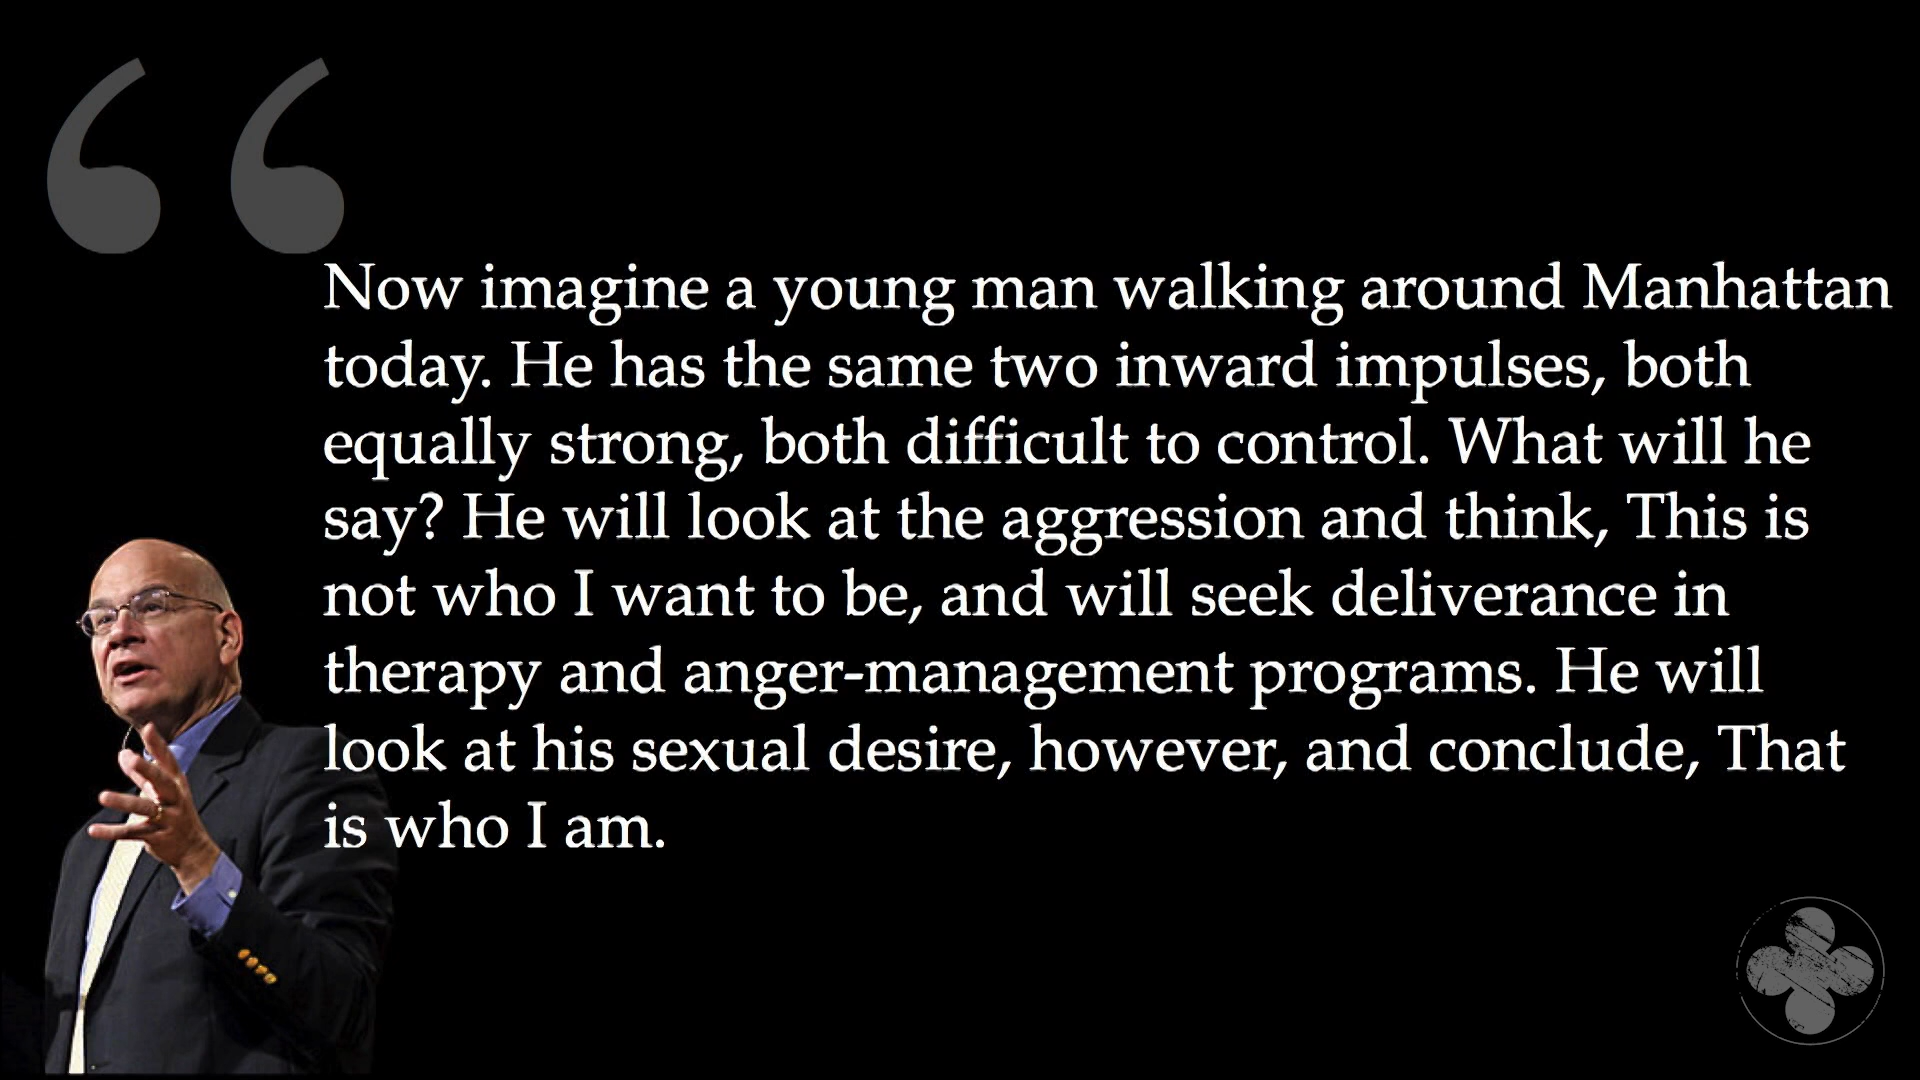 “
Now imagine a young man walking around Manhattan
today. He has the same two inward impulses, both
equally strong, both difficult to control. What will he
say? He will look at the aggression and think, This is
not who I want to be, and will seek deliverance in
therapy and anger-management programs. He will
look at his sexual desire, however, and conclude, That
is who I am.